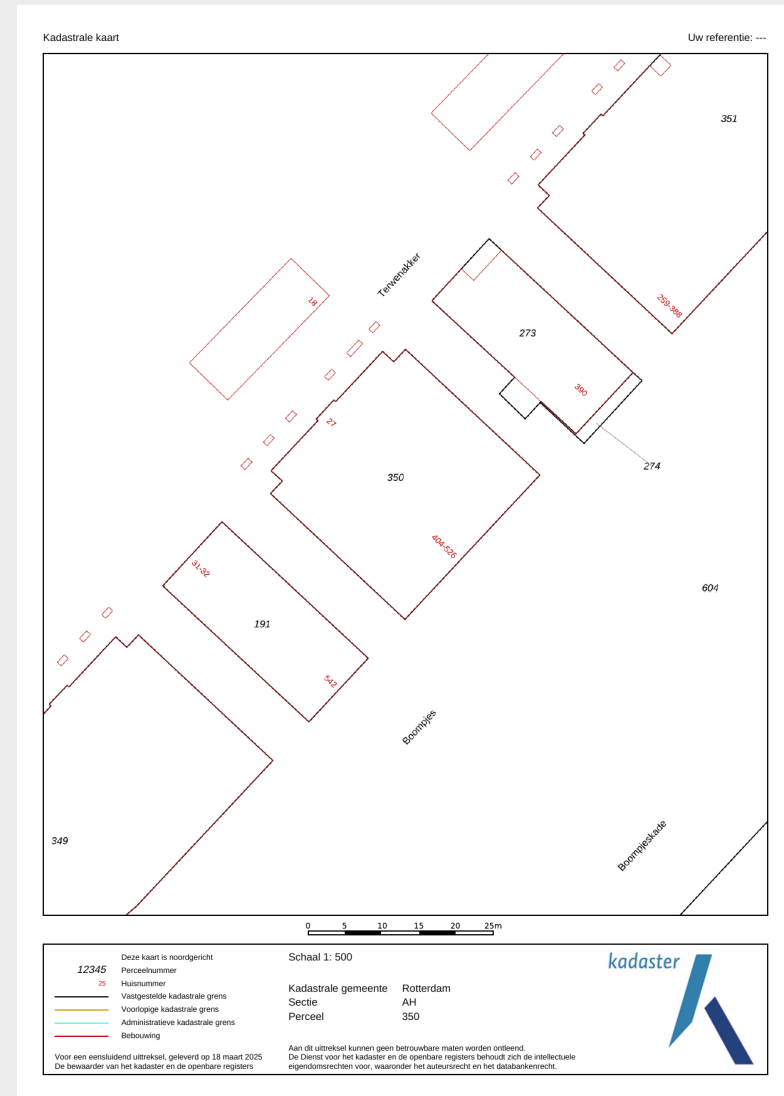 Kadastrale kaart
Uw referentie: ---
351
Terwenakker
18
259-388
273
390
27
274
350
404-526
31-32
604
191
542
Boompjes
349
Boompjeskade
0 5 10 15 20 25m
Deze kaart is noordgericht
12345 Perceelnummer
25 Huisnummer
Vastgestelde kadastrale grens
Voorlopige kadastrale grens
Administratieve kadastrale grens
Bebouwing
Voor een eensluidend uittreksel, geleverd op 18 maart 2025
De bewaarder van het kadaster en de openbare registers
Schaal 1: 500
Kadastrale gemeente Rotterdam
Sectie AH
Perceel 350
Aan dit uittreksel kunnen geen betrouwbare maten worden ontleend.
De Dienst voor het kadaster en de openbare registers behoudt zich de intellectuele
eigendomsrechten voor, waaronder het auteursrecht en het databankenrecht.
kadaster